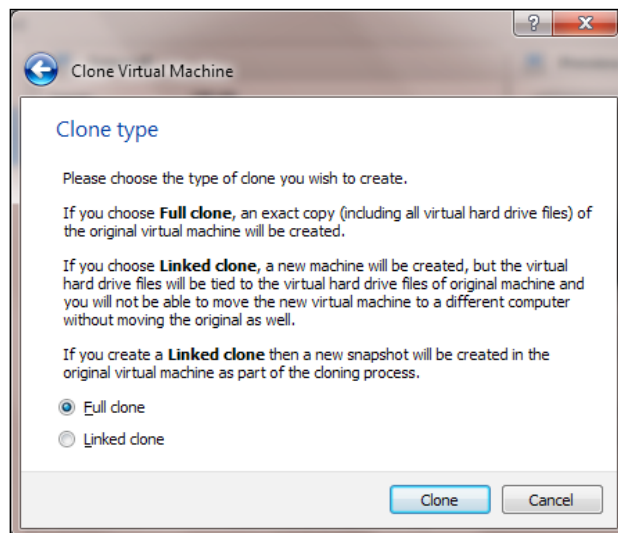 ?
X
Clone Virtual Machine
Clone type
Please choose the type of clone you wish to create.
If you choose Full clone, an exact copy (including all virtual hard drive files) of
the original virtual machine will be created.
If you choose Linked clone, a new machine will be created, but the virtual
hard drive files will be tied to the virtual hard drive files of original machine and
you will not be able to move the new virtual machine to a different computer
without moving the original as well.
If you create a Linked clone then a new snapshot will be created in the
original virtual machine as part of the cloning process.
Full clone
Linked clone
Clone
Cancel